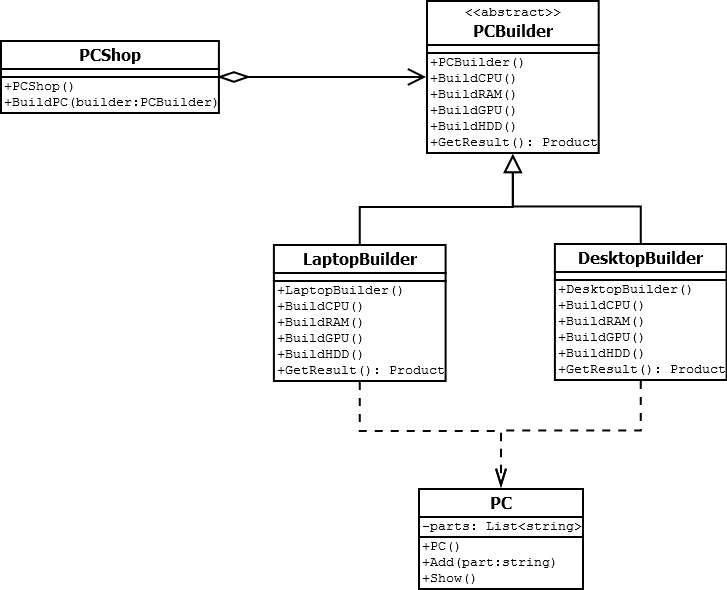 <<abstract>>
PCBuilder
+PCBuilder()
+BuildCPU()
+BuildRAM()
+BuildGPU()
+BuildHDD()
+GetResult(): Product
PCShop
+PCShop()
+BuildPC(builder:PCBuilder)
LaptopBuilder
+LaptopBuilder()
+BuildCPU()
+BuildRAM()
+BuildGPU()
+BuildHDD()
+GetResult(): Product
DesktopBuilder
+DesktopBuilder()
+BuildCPU()
+BuildRAM()
+BuildGPU()
+BuildHDD()
+GetResult(): Product
PC
-parts: List<string>
+PC()
+Add(part:string)
+Show()